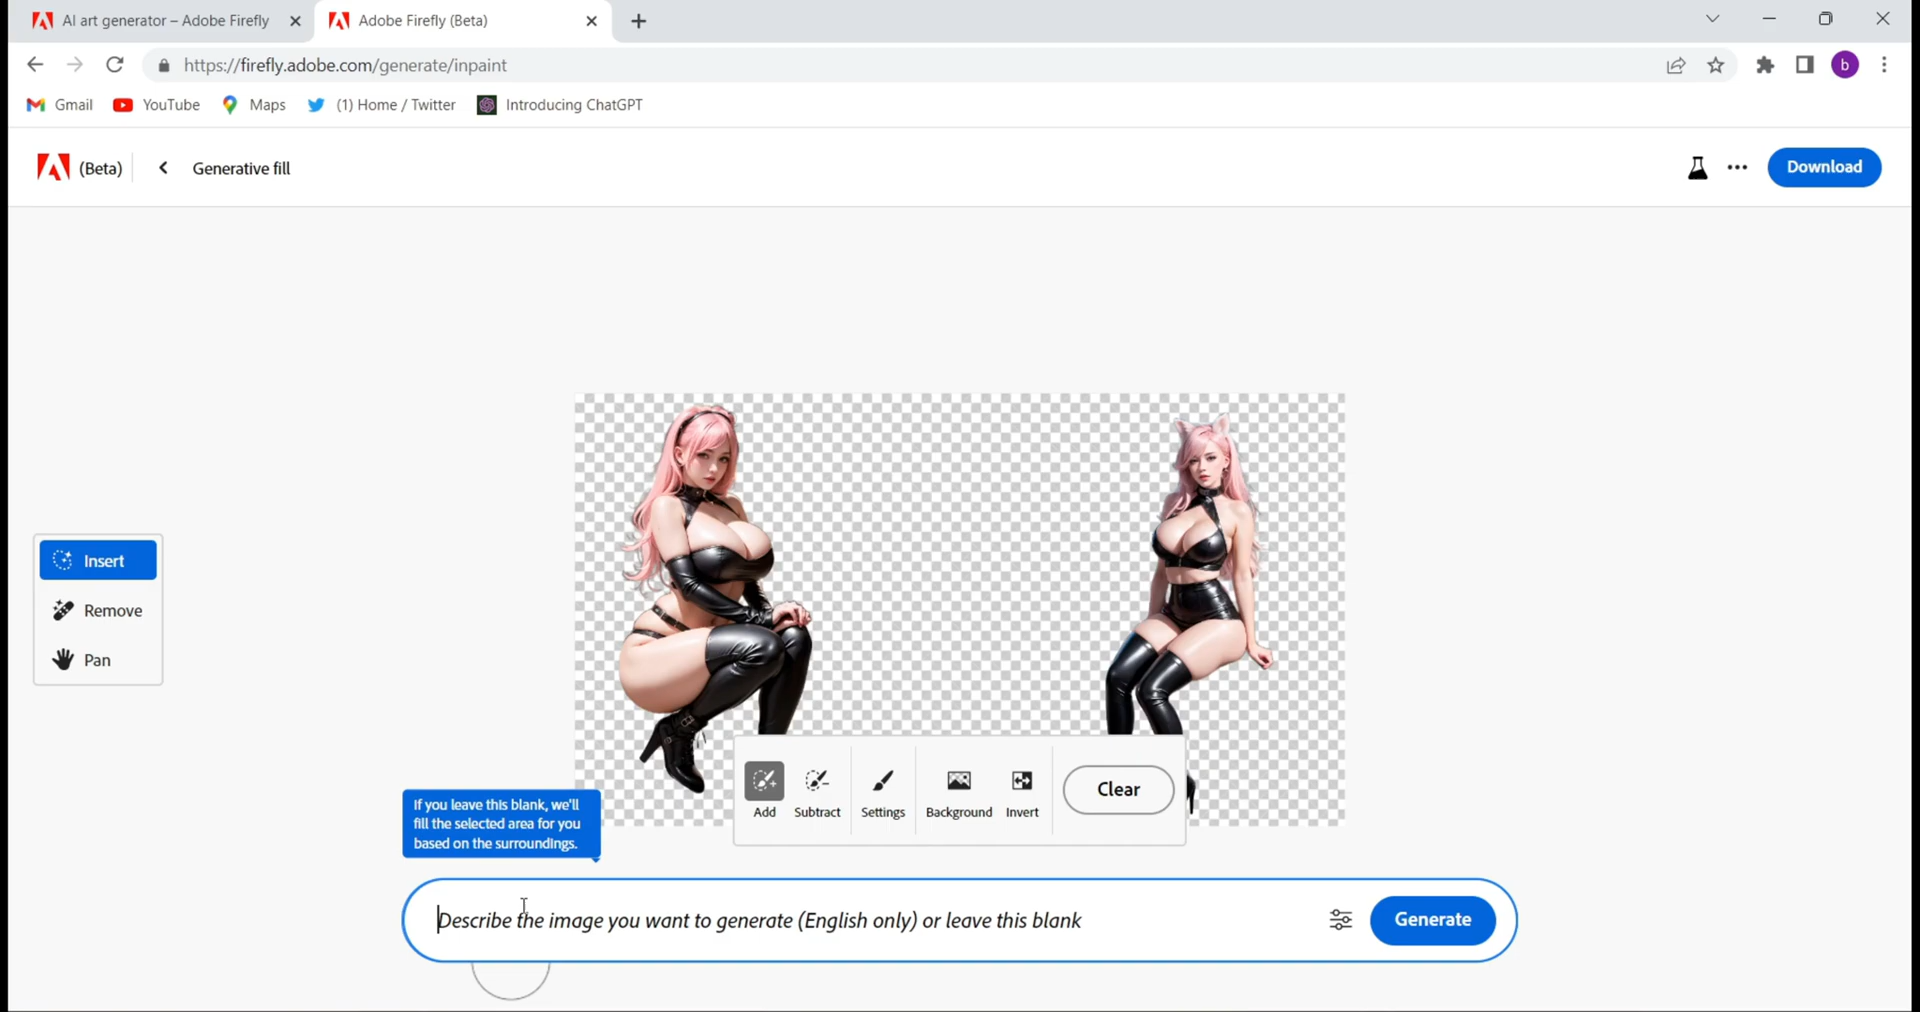 AI art generator – Adobe Firefly
Adobe Firefly (Beta)
https://firefly.adobe.com/generate/inpaint
b
Gmail
YouTube
Maps
(1) Home / Twitter
Introducing ChatGPT
(Beta)
Generative fill
Download
Insert
Remove
Pan
Add
Subtract
Settings
Background
Invert
Clear
If you leave this blank, we'll
fill the selected area for you
based on the surroundings.
Describe the image you want to generate (English only) or leave this blank
Generate